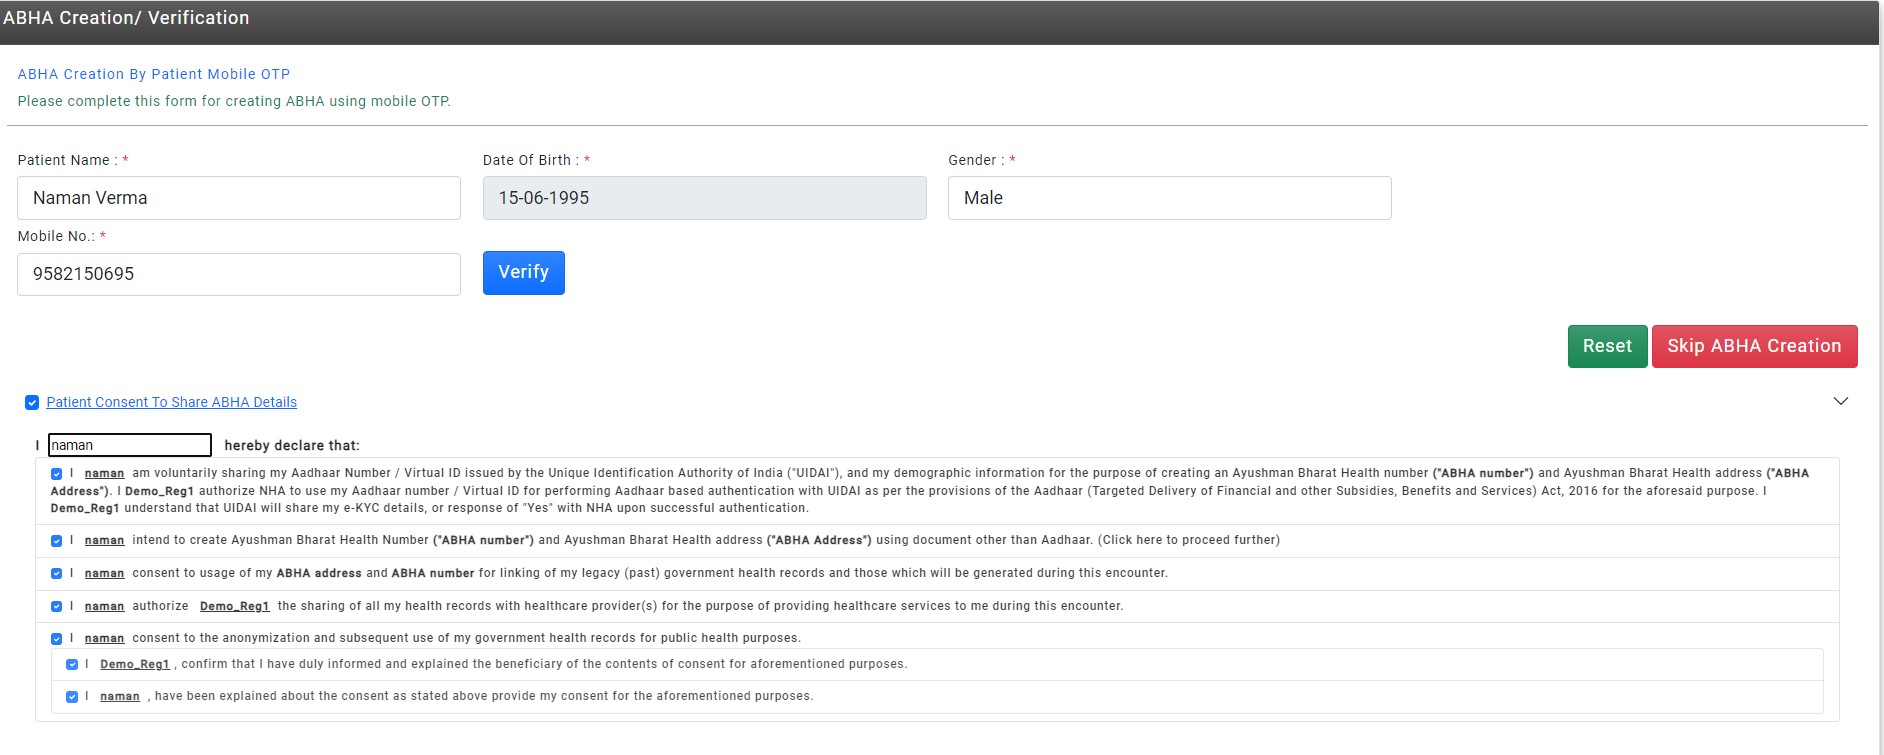 ABHA Creation/ Verification
ABHA Creation By Patient Mobile OTP
Please complete this form for creating ABHA using mobile OTP.
Patient Name : *
Date Of Birth : *
Gender : *
Naman Verma
15-06-1995
Male
Mobile No.: *
9582150695
Verify
Reset
Skip ABHA Creation
Patient Consent To Share ABHA Details
I naman hereby declare that:
I naman am voluntarily sharing my Aadhaar Number / Virtual ID issued by the Unique Identification Authority of India ("UIDAI"), and my demographic information for the purpose of creating an Ayushman Bharat Health number ("ABHA number") and Ayushman Bharat Health address ("ABHA
Address"). I Demo_Reg1 authorize NHA to use my Aadhaar number / Virtual ID for performing Aadhaar based authentication with UIDAI as per the provisions of the Aadhaar (Targeted Delivery of Financial and other Subsidies, Benefits and Services) Act, 2016 for the aforesaid purpose. I
Demo_Reg1 understand that UIDAI will share my e-KYC details, or response of "Yes" with NHA upon successful authentication.
I naman intend to create Ayushman Bharat Health Number ("ABHA number") and Ayushman Bharat Health address ("ABHA Address") using document other than Aadhaar. (Click here to proceed further)
I naman consent to usage of my ABHA address and ABHA number for linking of my legacy (past) government health records and those which will be generated during this encounter.
I naman authorize Demo_Reg1 the sharing of all my health records with healthcare provider(s) for the purpose of providing healthcare services to me during this encounter.
I naman consent to the anonymization and subsequent use of my government health records for public health purposes.
I Demo_Reg1 , confirm that I have duly informed and explained the beneficiary of the contents of consent for aforementioned purposes.
I naman , have been explained about the consent as stated above provide my consent for the aforementioned purposes.